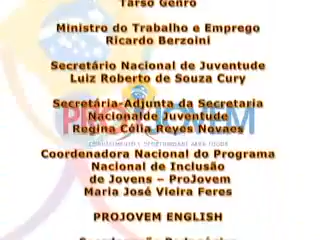 Tarso Genro
Ministro do Trabalho e Emprego
Ricardo Berzoini
Secretário Nacional de Juventude
Luiz Roberto de Souza Cury
Secretária-Adjunta da Secretaria
Nacionalde Juventude
Regina Célia Reyes Novaes
PROJOVEM
Coordenadora Nacional do Programa
Nacional de Inclusão
de Jovens – ProJovem
Maria José Vieira Feres
PROJOVEM ENGLISH